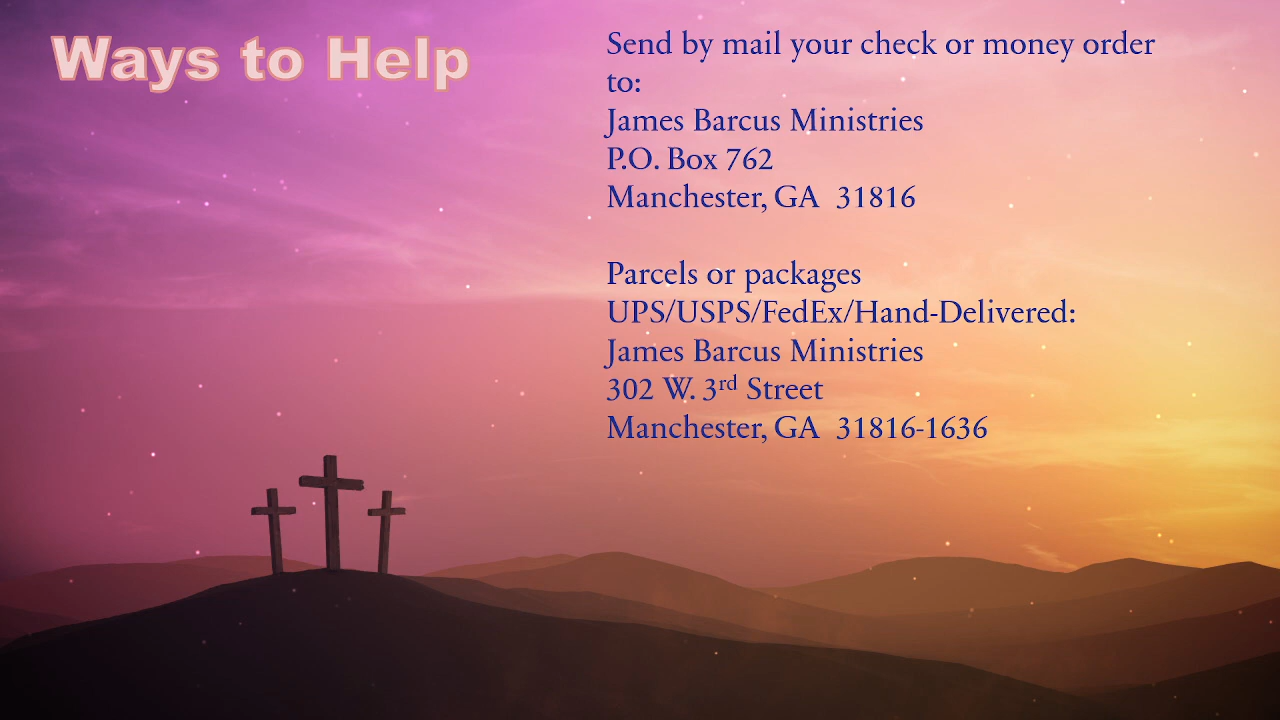 Ways to Help
Send by mail your check or money order
to:
James Barcus Ministries
P.O. Box 762
Manchester, GA  31816
Parcels or packages
UPS/USPS/FedEx/Hand-Delivered:
James Barcus Ministries
302 W. 3rd Street
Manchester, GA  31816-1636